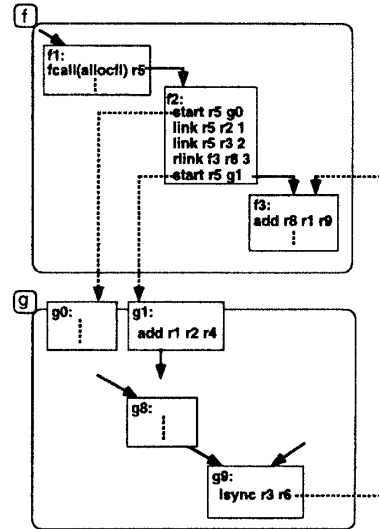 f
f1:
fcall(allocfi) r5
f2:
start r5 g0
link r5 r2 1
link r5 r3 2
rlink f3 r8 3
start r5 g1
f3:
add r8 r1 r9
g
g0:
g1:
add r1 r2 r4
g8:
g9:
lsync r3 r6